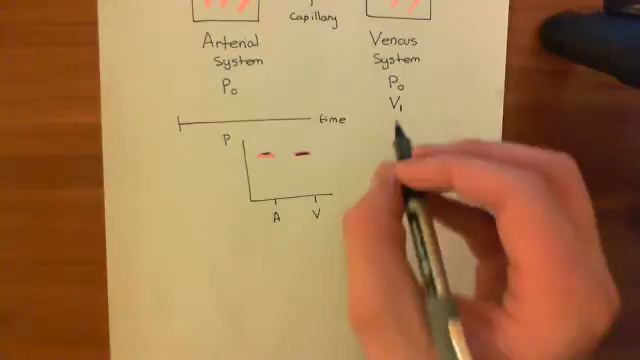 Capillary
Arterial System
Venous System
P₀
P₀
V₁
time
P
A V